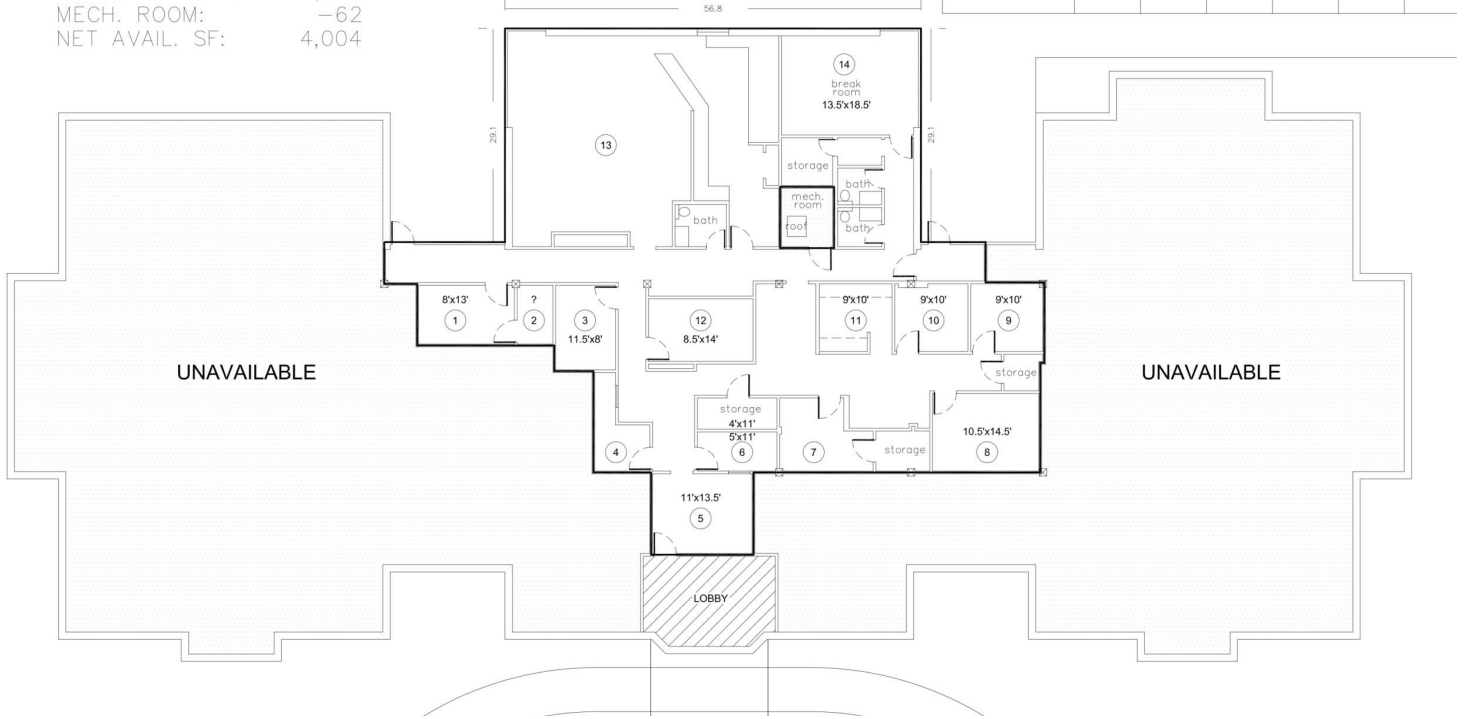 MECH. ROOM: -62
NET AVAIL. SF: 4,004
56.8
29.1
29.1
14
break
room
13.5'x18.5'
13
storage
bath
mech.
room
roof
bath
bath
8'x13'
1
?
2
3
11.5'x8'
12
8.5'x14'
9'x10'
11
9'x10'
10
9'x10'
9
UNAVAILABLE
UNAVAILABLE
storage
storage
4'x11'
5'x11'
6
4
7
storage
10.5'x14.5'
8
11'x13.5'
5
LOBBY